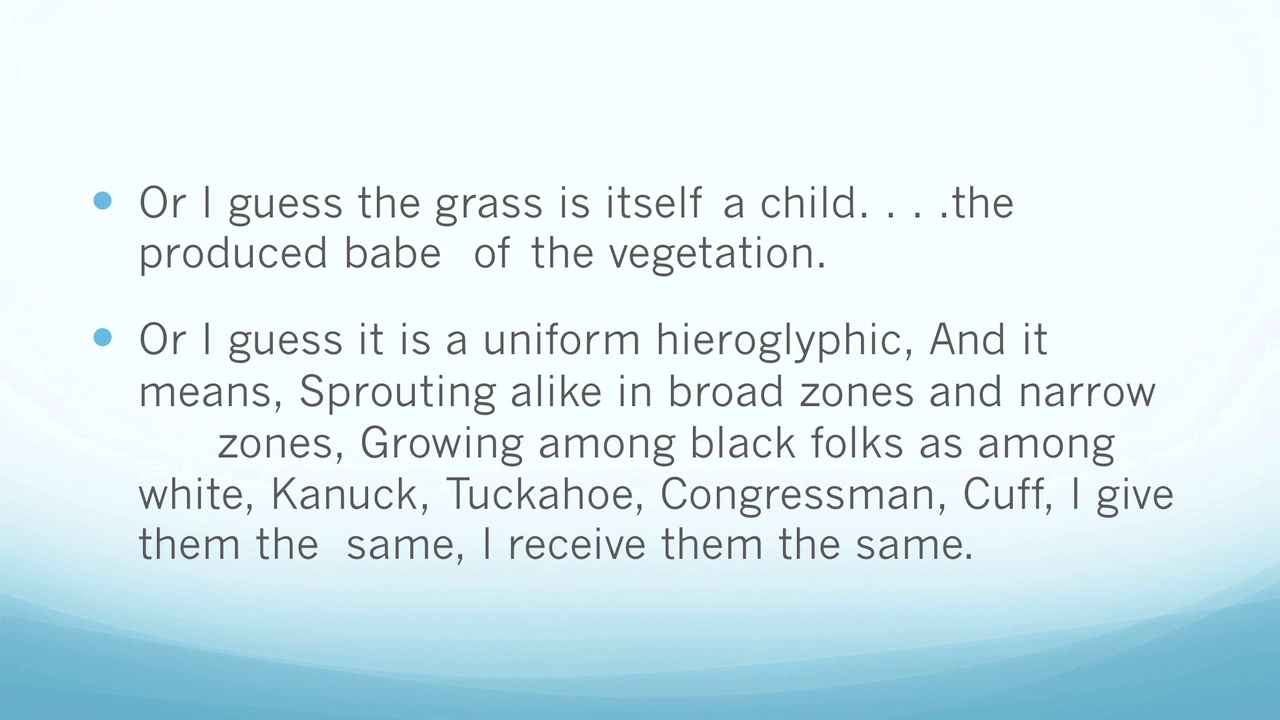 Or I guess the grass is itself a child. . . .the
produced babe of the vegetation.
Or I guess it is a uniform hieroglyphic, And it
means, Sprouting alike in broad zones and narrow
zones, Growing among black folks as among
white, Kanuck, Tuckahoe, Congressman, Cuff, I give
them the same, I receive them the same.